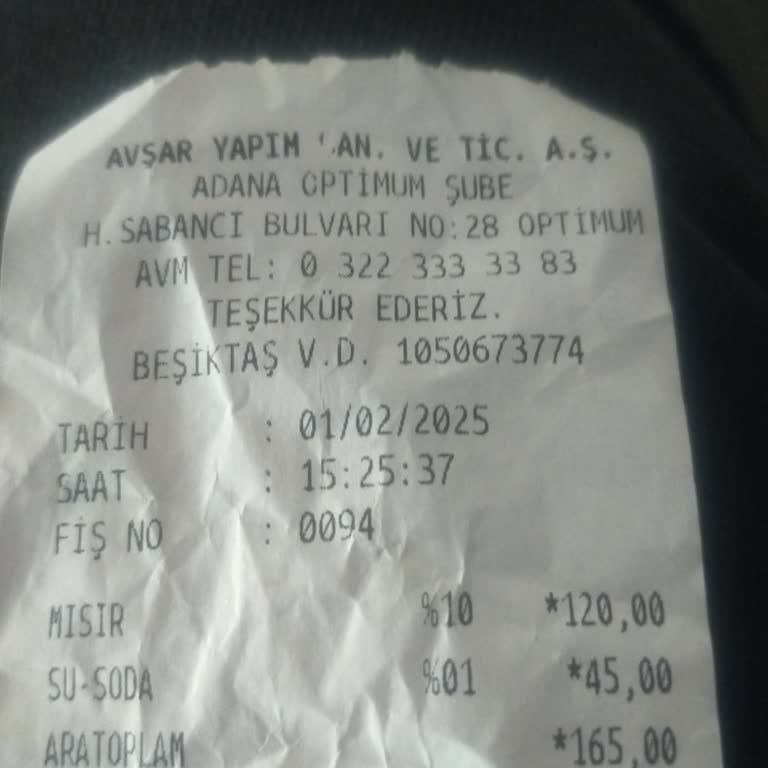 AVŞAR YAPIM VE TİC. A.Ş.
ADANA OPTİMUM ŞUBE
H.SABANCI BULVARI NO:28 OPTİMUM
AVM TEL: 0 322 333 33 83
TEŞEKKÜR EDERİZ.
BEŞİKTAŞ V.D. 1050673774
TARİH : 01/02/2025
SAAT : 15:25:37
FİŞ NO : 0094
MISIR %10 *120,00
SU-SODA %01 *45,00
ARATOPLAM *165,00